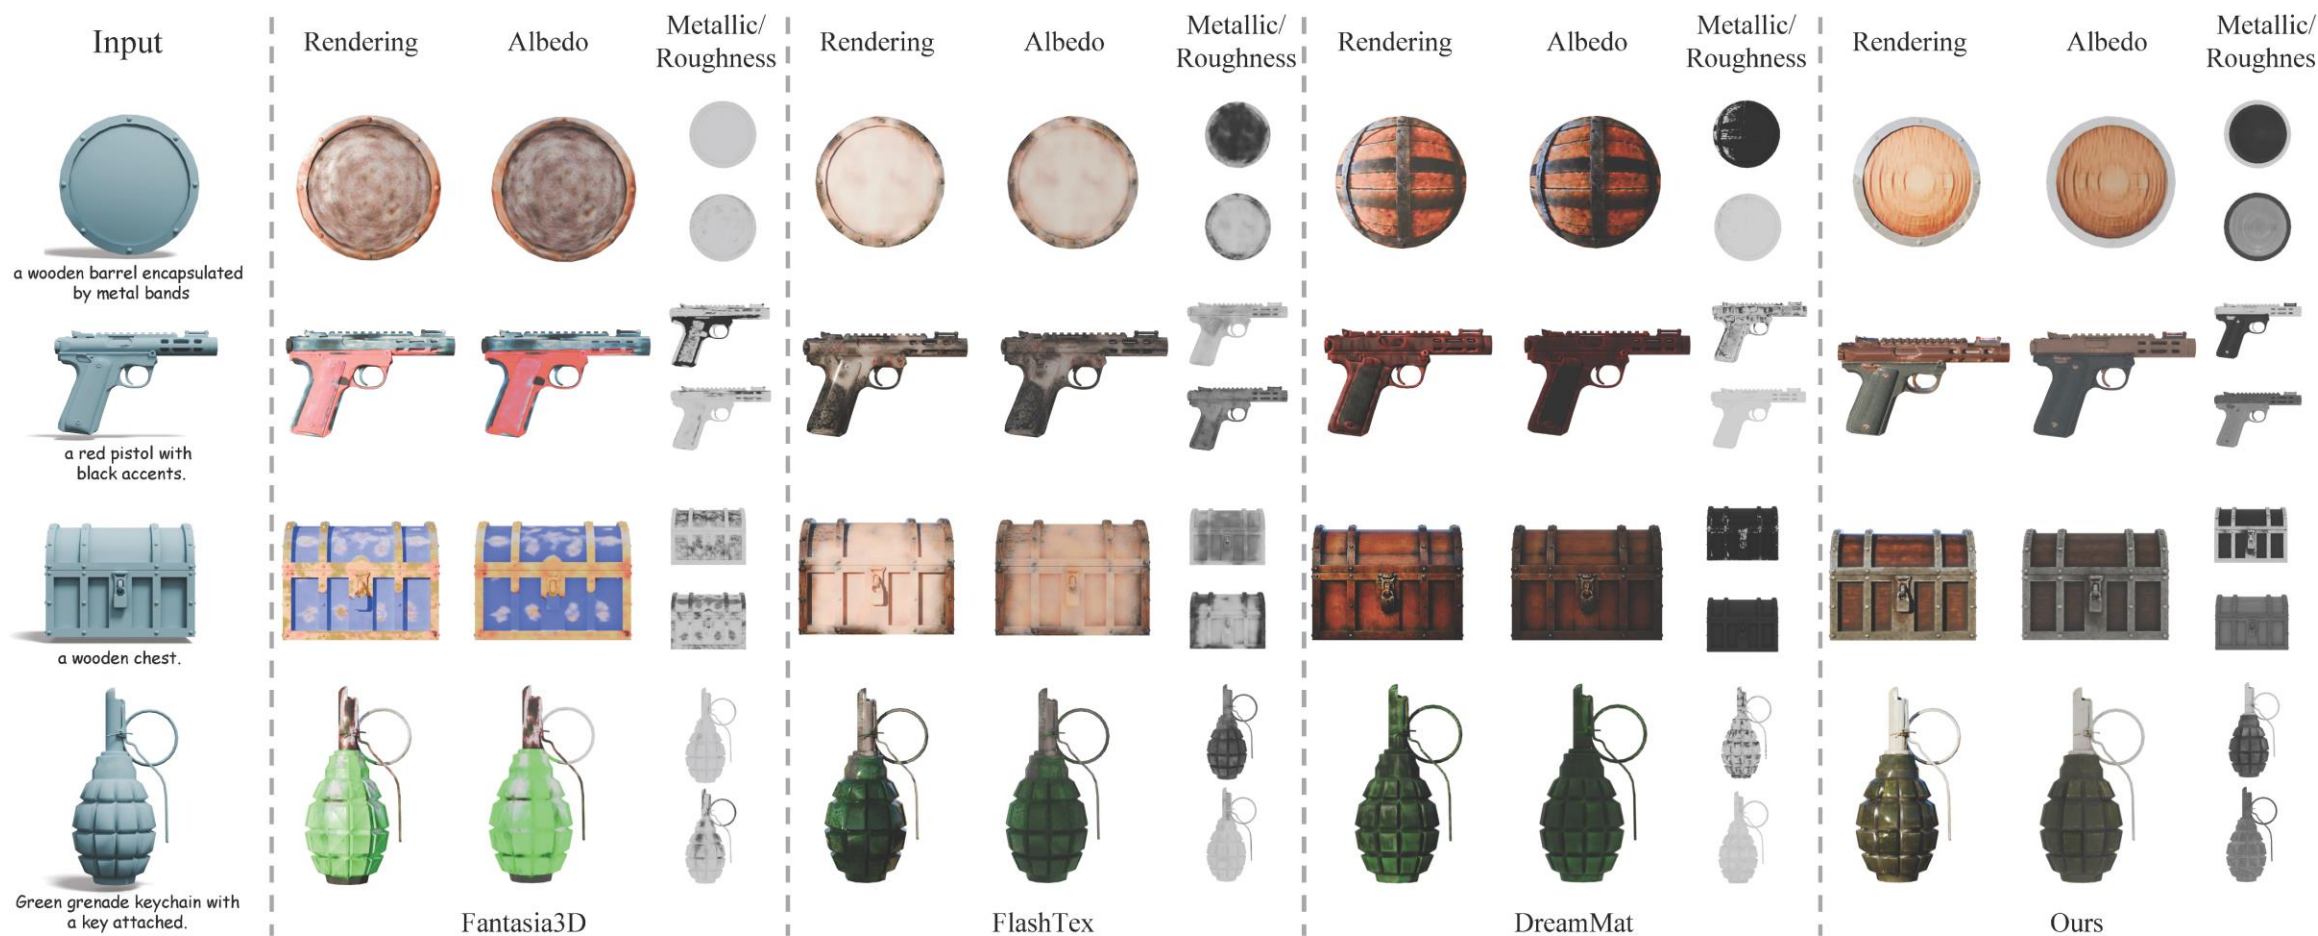 Input
Rendering
Albedo
Metallic/
Roughness
Rendering
Albedo
Metallic/
Roughness
Rendering
Albedo
Metallic/
Roughness
Rendering
Albedo
Metallic/
Roughnes
a wooden barrel encapsulated
by metal bands
a red pistol with
black accents.
a wooden chest.
Green grenade keychain with
a key attached.
Fantasia3D
FlashTex
DreamMat
Ours